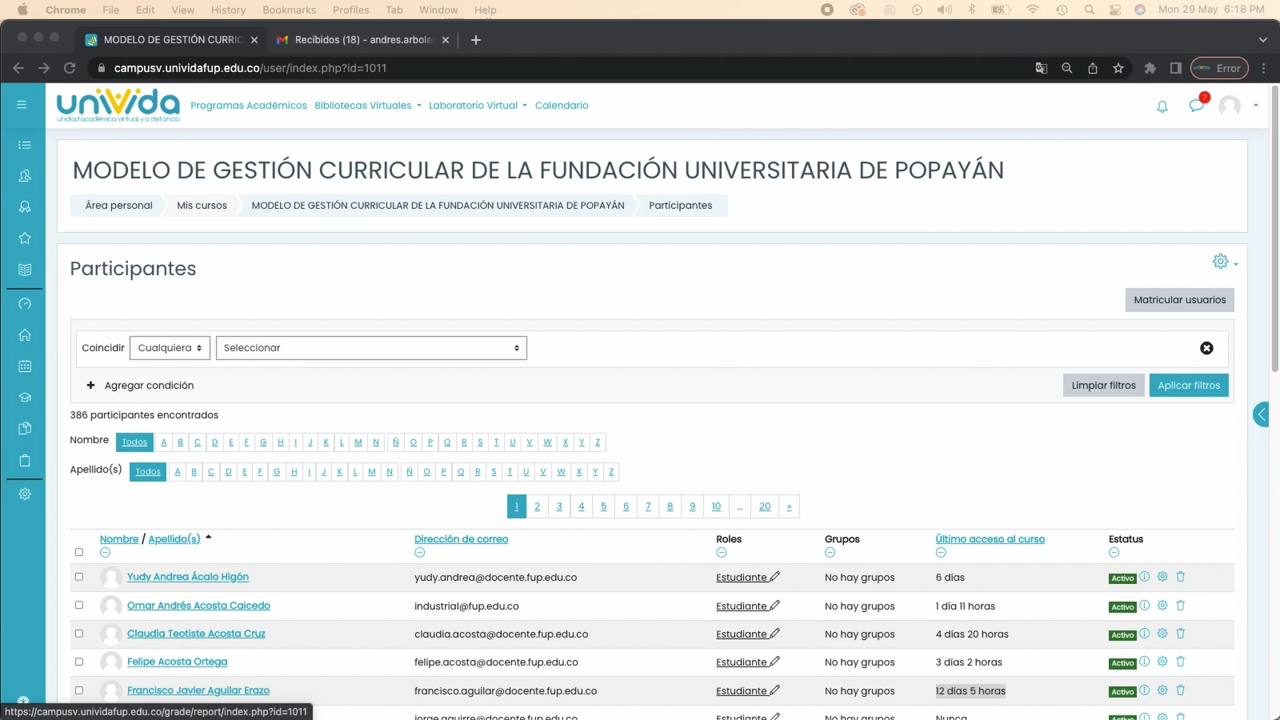 Chrome File Edit View History Bookmarks Profiles Tab Window Help Mon 29 May 6:18 PM
MODELO DE GESTIÓN CURRIC × Recibidos (18) - andres.arbole × +
campusv.unividafup.edu.co/user/index.php?id=1011 Error
univida Programas Académicos Bibliotecas Virtuales Laboratorio Virtual Calendario 7
unidad académica virtual y a distancia
MODELO DE GESTIÓN CURRICULAR DE LA FUNDACIÓN UNIVERSITARIA DE POPAYÁN
Área personal Mis cursos MODELO DE GESTIÓN CURRICULAR DE LA FUNDACIÓN UNIVERSITARIA DE POPAYÁN Participantes
Participantes
Matricular usuarios
Coincidir Cualquiera Seleccionar
+ Agregar condición Limpiar filtros Aplicar filtros
386 participantes encontrados
Nombre Todos A B C D E F G H I J K L M N Ñ O P Q R S T U V W X Y Z
Apellido(s) Todos A B C D E F G H I J K L M N Ñ O P Q R S T U V W X Y Z
1 2 3 4 5 6 7 8 9 10 ... 20 »
Nombre / Apellido(s) Dirección de correo Roles Grupos Último acceso al curso Estatus
Yudy Andrea Ácalo Higón yudy.andrea@docente.fup.edu.co Estudiante No hay grupos 6 días Activo
Omar Andrés Acosta Caicedo industrial@fup.edu.co Estudiante No hay grupos 1 día 11 horas Activo
Claudia Teotiste Acosta Cruz claudia.acosta@docente.fup.edu.co Estudiante No hay grupos 4 días 20 horas Activo
Felipe Acosta Ortega felipe.acosta@docente.fup.edu.co Estudiante No hay grupos 3 días 2 horas Activo
Francisco Javier Aguilar Erazo francisco.aguilar@docente.fup.edu.co Estudiante No hay grupos 12 días 5 horas Activo
https://campusv.unividafup.edu.co/grade/report/index.php?id=1011